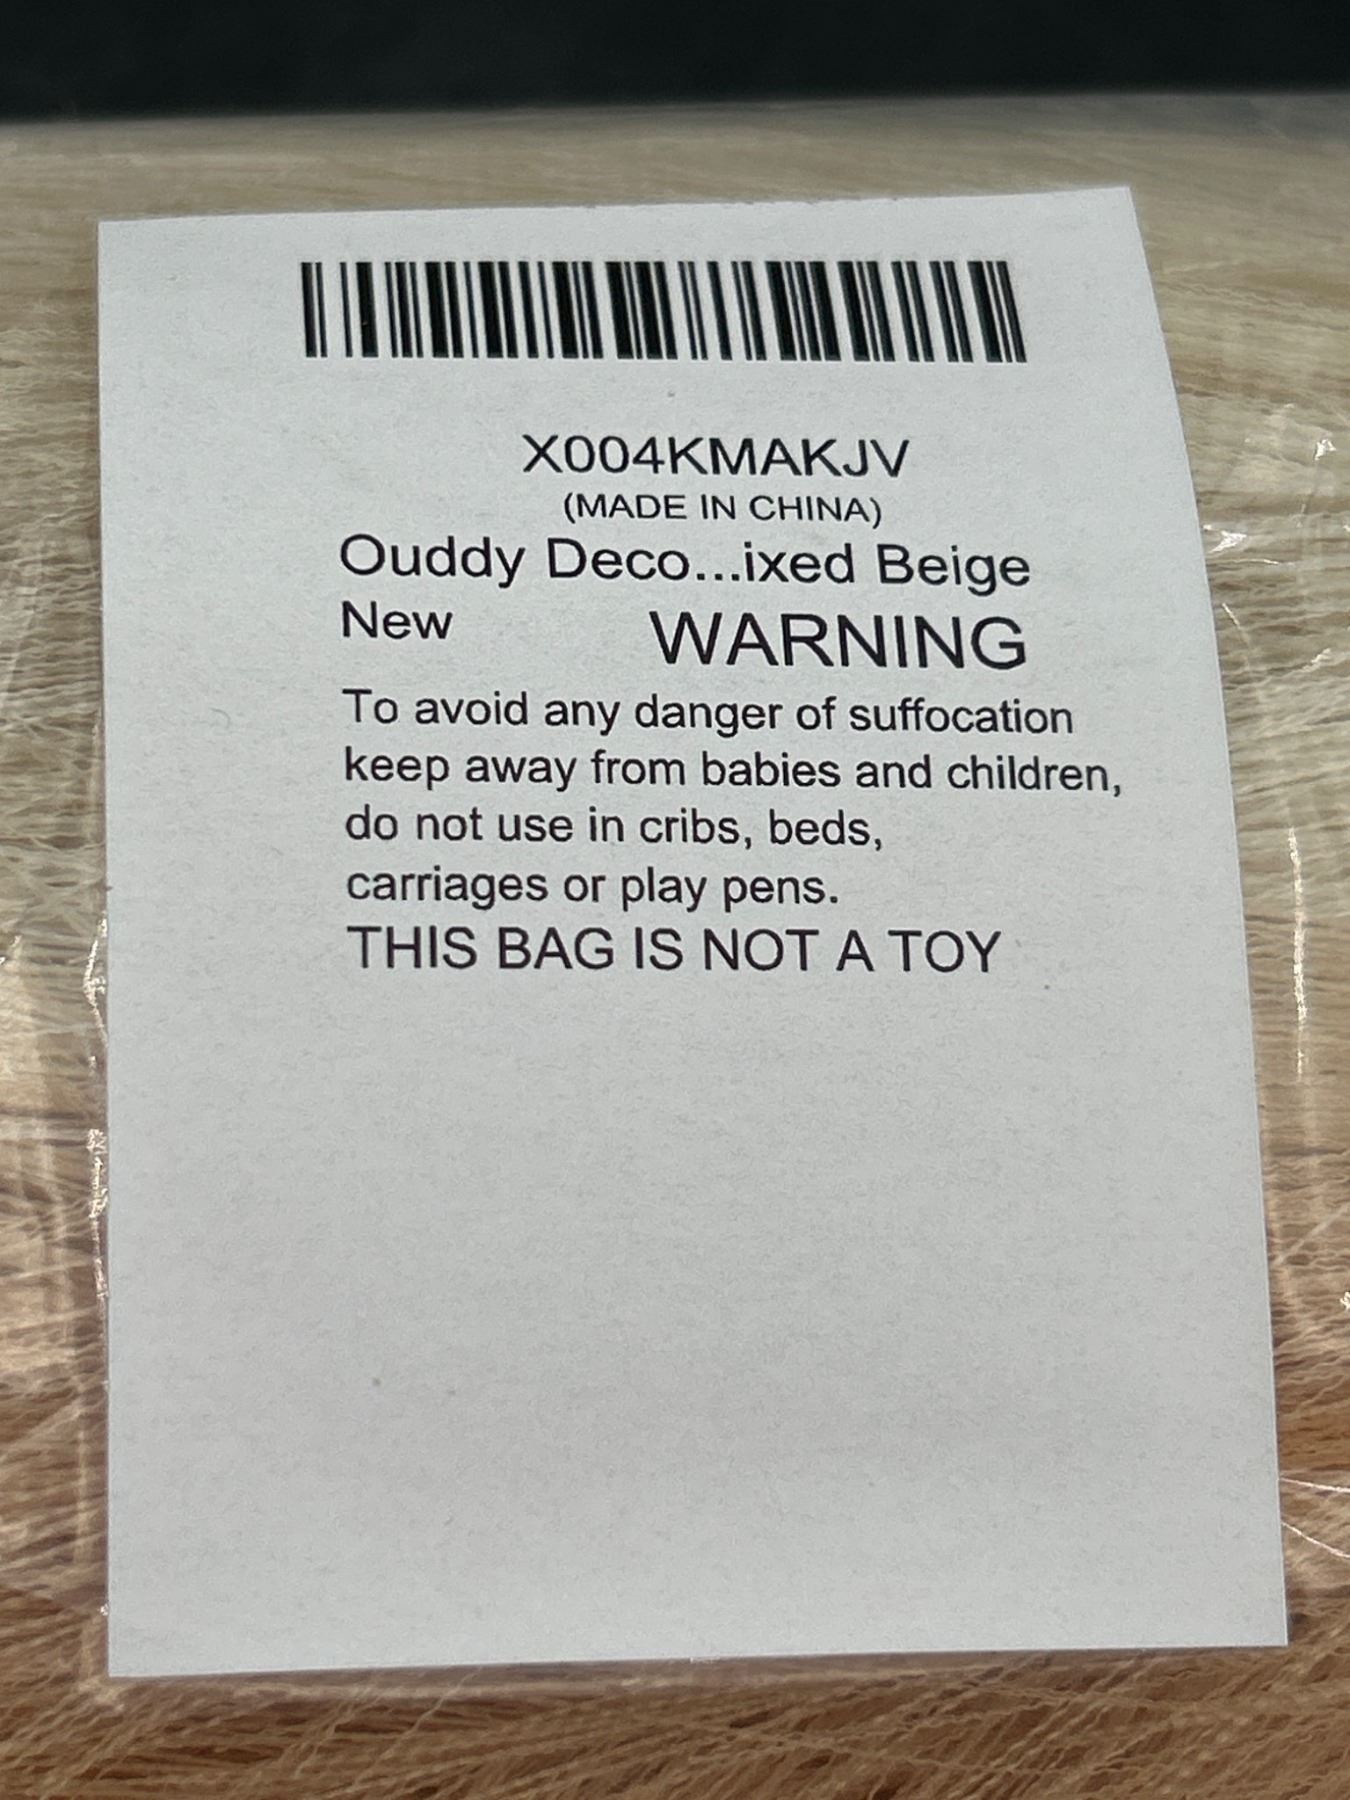 X004KMAKJV
(MADE IN CHINA)
Ouddy Deco...ixed Beige
New WARNING
To avoid any danger of suffocation
keep away from babies and children,
do not use in cribs, beds,
carriages or play pens.
THIS BAG IS NOT A TOY